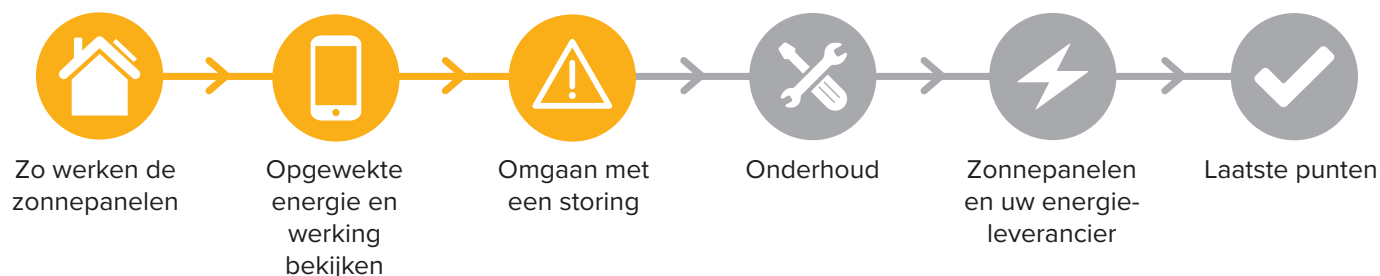 Zo werken de
zonnepanelen
Opgewekte
energie en
werking
bekijken
Omgaan met
een storing
Onderhoud
Zonnepanelen
en uw energie-
leverancier
Laatste punten